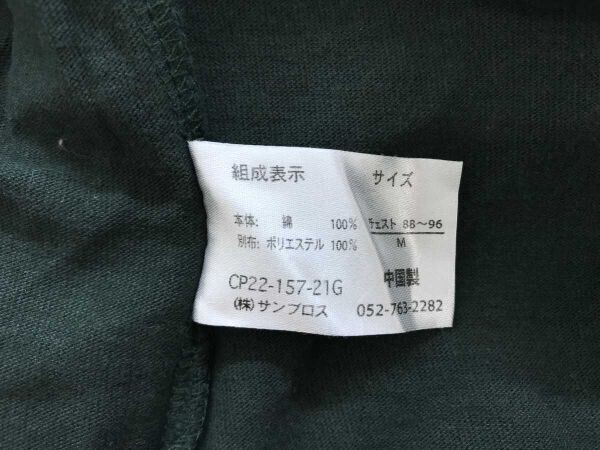 組成表示 サイズ
本体: 綿 100% チェスト 88～96
別布: ポリエステル 100% M
CP22-157-21G 中国製
(株)サンブロス 052-763-2282